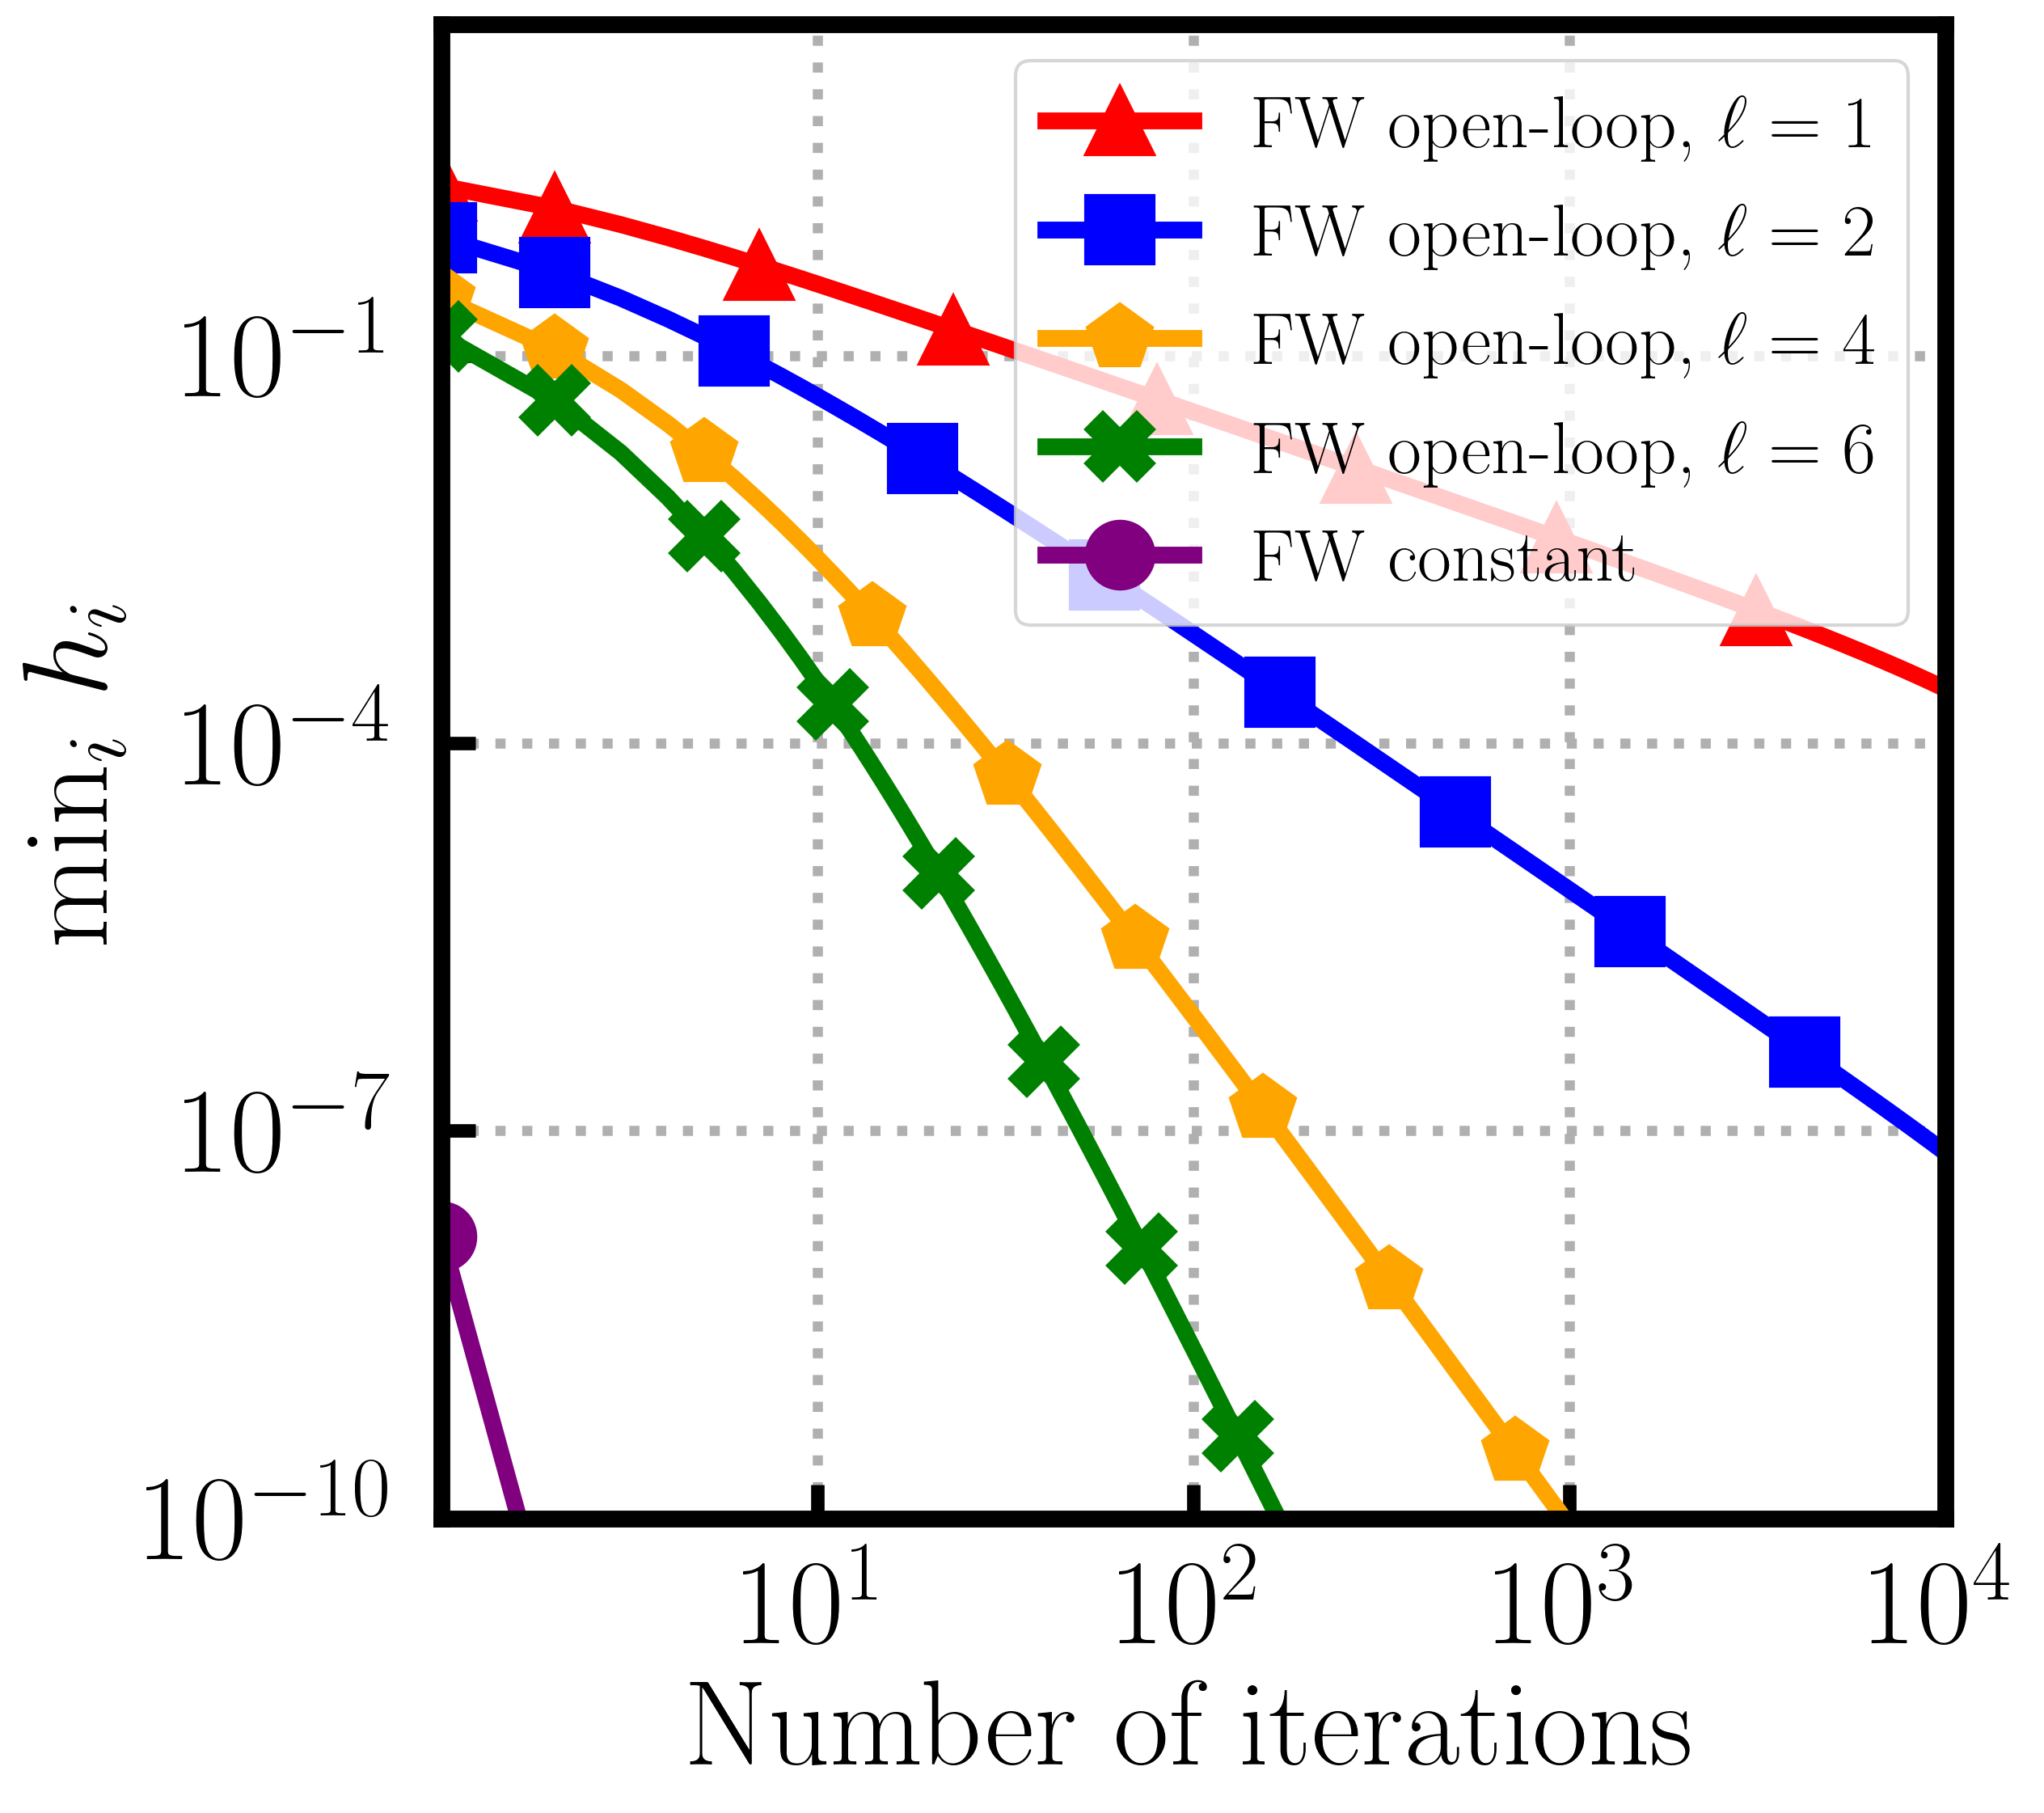 FW open-loop, ℓ = 1
FW open-loop, ℓ = 2
FW open-loop, ℓ = 4
FW open-loop, ℓ = 6
FW constant
min_i h_i
10^{-1}
10^{-4}
10^{-7}
10^{-10}
10^1 10^2 10^3 10^4
Number of iterations